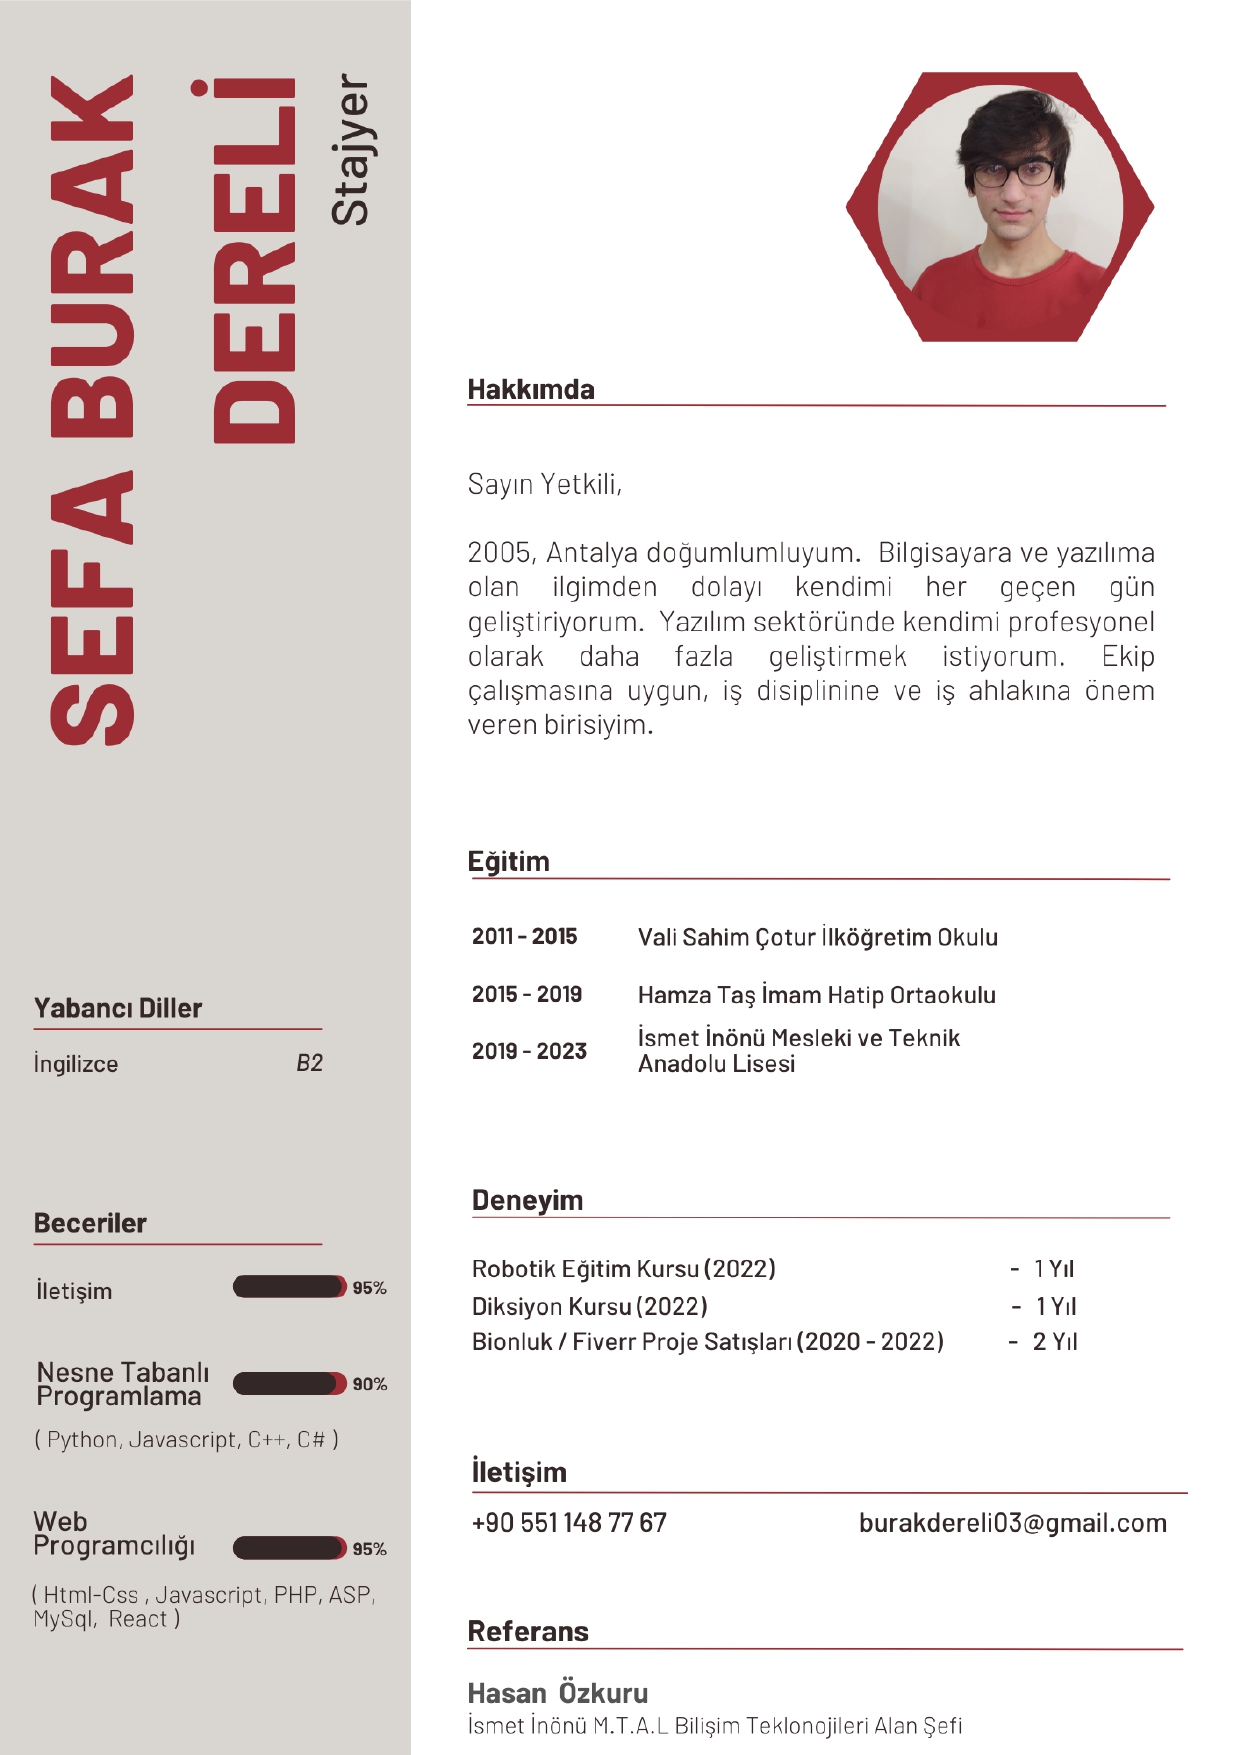 SEFA BURAK
DERELİ
Stajyer
Yabancı Diller
İngilizce B2
Beceriler
İletişim 95%
Nesne Tabanlı
Programlama 90%
( Python, Javascript, C++, C# )
Web
Programcılığı 95%
( Html-Css , Javascript, PHP, ASP,
MySql, React )
Hakkımda
Sayın Yetkili,
2005, Antalya doğumlumluyum. Bilgisayara ve yazılıma
olan ilgimden dolayı kendimi her geçen gün
geliştiriyorum. Yazılım sektöründe kendimi profesyonel
olarak daha fazla geliştirmek istiyorum. Ekip
çalışmasına uygun, iş disiplinine ve iş ahlakına önem
veren birisiyim.
Eğitim
2011 - 2015 Vali Sahim Çotur İlköğretim Okulu
2015 - 2019 Hamza Taş İmam Hatip Ortaokulu
2019 - 2023 İsmet İnönü Mesleki ve Teknik
Anadolu Lisesi
Deneyim
Robotik Eğitim Kursu (2022) - 1 Yıl
Diksiyon Kursu (2022) - 1 Yıl
Bionluk / Fiverr Proje Satışları (2020 - 2022) - 2 Yıl
İletişim
+90 551 148 77 67 burakdereli03@gmail.com
Referans
Hasan Özkuru
İsmet İnönü M.T.A.L Bilişim Teklonojileri Alan Şefi